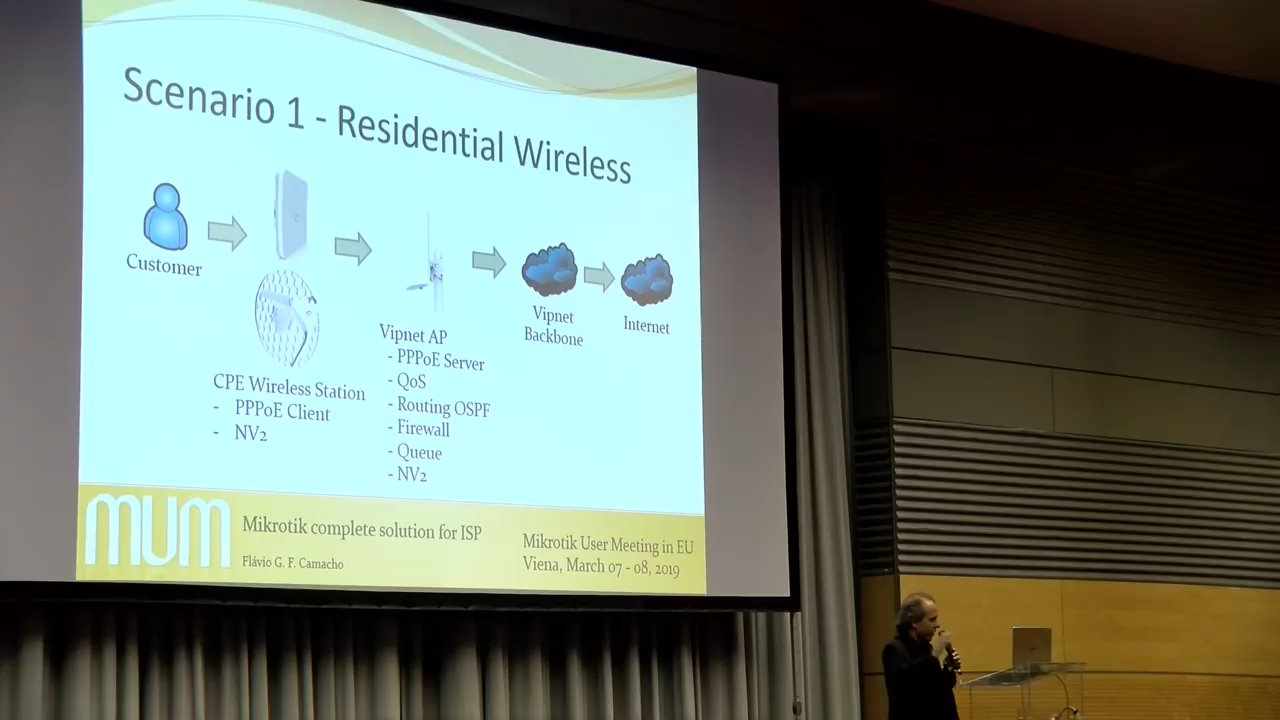 Scenario 1 - Residential Wireless
Customer
CPE Wireless Station
- PPPoE Client
- NV2
Vipnet AP
- PPPoE Server
- QoS
- Routing OSPF
- Firewall
- Queue
- NV2
Vipnet
Backbone
Internet
MUM
Mikrotik complete solution for ISP
Flávio G. F. Camacho
Mikrotik User Meeting in EU
Viena, March 07 - 08, 2019